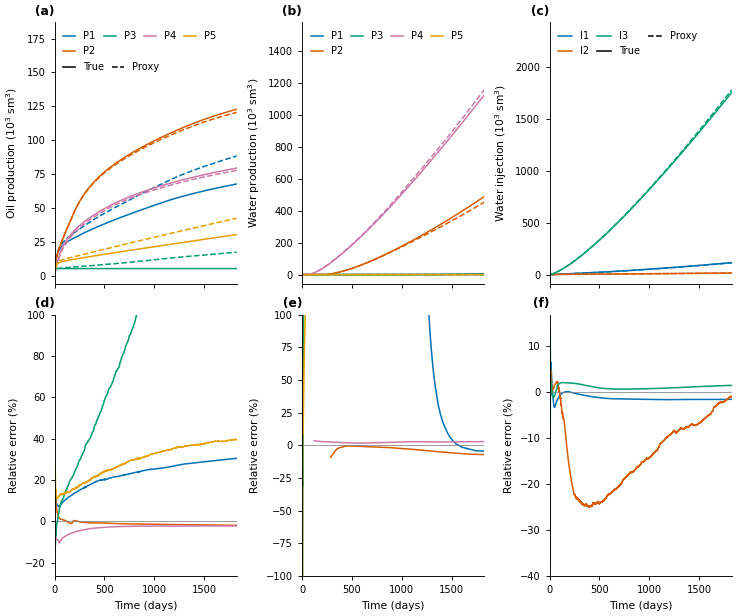 (a)
P1 P3 P4 P5
P2
True Proxy
Oil production (10³ sm³)
175
150
125
100
75
50
25
0
(b)
P1 P3 P4 P5
P2
Water production (10³ sm³)
1400
1200
1000
800
600
400
200
0
(c)
I1 I3 Proxy
I2 True
Water injection (10³ sm³)
2000
1500
1000
500
0
(d)
Relative error (%)
100
80
60
40
20
0
−20
0 500 1000 1500
Time (days)
(e)
Relative error (%)
100
75
50
25
0
−25
−50
−75
−100
0 500 1000 1500
Time (days)
(f)
Relative error (%)
10
0
−10
−20
−30
−40
0 500 1000 1500
Time (days)